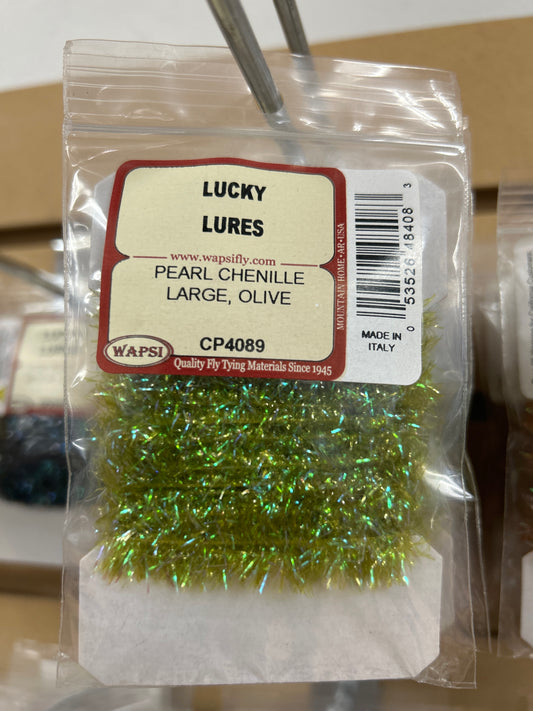 LUCKY
LURES
www.wapsifly.com
PEARL CHENILLE
LARGE, OLIVE
CP4089
WAPSI
Quality Fly Tying Materials Since 1945
MOUNTAIN HOME • AR • USA
0 53526 48408 3
MADE IN
ITALY